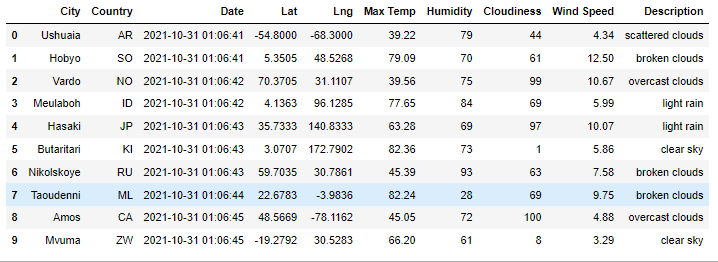 City Country Date Lat Lng Max Temp Humidity Cloudiness Wind Speed Description
0 Ushuaia AR 2021-10-31 01:06:41 -54.8000 -68.3000 39.22 79 44 4.34 scattered clouds
1 Hobyo SO 2021-10-31 01:06:41 5.3505 48.5268 79.09 70 61 12.50 broken clouds
2 Vardo NO 2021-10-31 01:06:42 70.3705 31.1107 39.56 75 99 10.67 overcast clouds
3 Meulaboh ID 2021-10-31 01:06:42 4.1363 96.1285 77.65 84 69 5.99 light rain
4 Hasaki JP 2021-10-31 01:06:43 35.7333 140.8333 63.28 69 97 10.07 light rain
5 Butaritari KI 2021-10-31 01:06:43 3.0707 172.7902 82.36 73 1 5.86 clear sky
6 Nikolskoye RU 2021-10-31 01:06:43 59.7035 30.7861 45.39 93 63 7.58 broken clouds
7 Taoudenni ML 2021-10-31 01:06:44 22.6783 -3.9836 82.24 28 69 9.75 broken clouds
8 Amos CA 2021-10-31 01:06:45 48.5669 -78.1162 45.05 72 100 4.88 overcast clouds
9 Mvuma ZW 2021-10-31 01:06:45 -19.2792 30.5283 66.20 61 8 3.29 clear sky